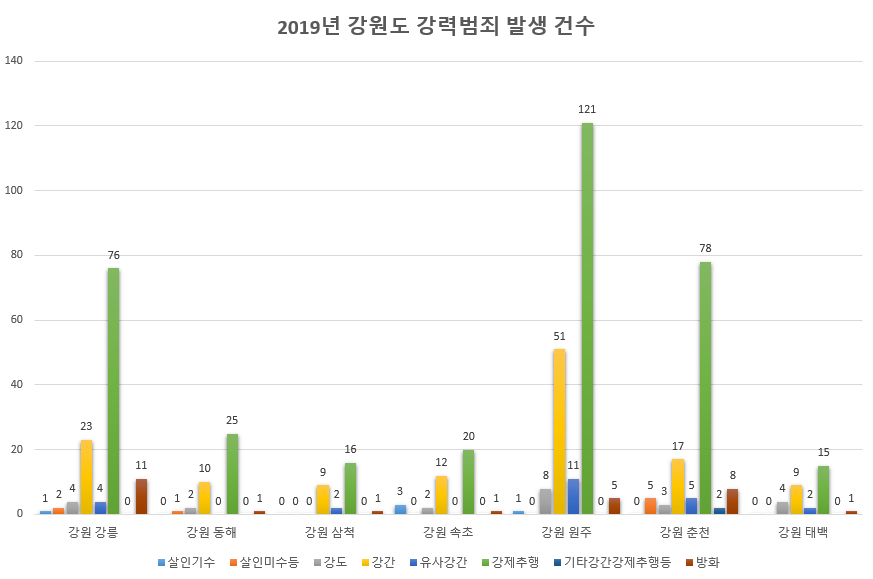 2019년 강원도 강력범죄 발생 건수
140
120
100
80
60
40
20
0
1 2 4 23 4 76 0 11
0 1 2 10 0 25 0 1
0 0 0 9 2 16 0 1
3 0 2 12 0 20 0 1
1 0 8 51 11 121 0 5
0 5 3 17 5 78 2 8
0 0 4 9 2 15 0 1
강원 강릉 강원 동해 강원 삼척 강원 속초 강원 원주 강원 춘천 강원 태백
살인기수 살인미수등 강도 강간 유사강간 강제추행 기타강간강제추행등 방화